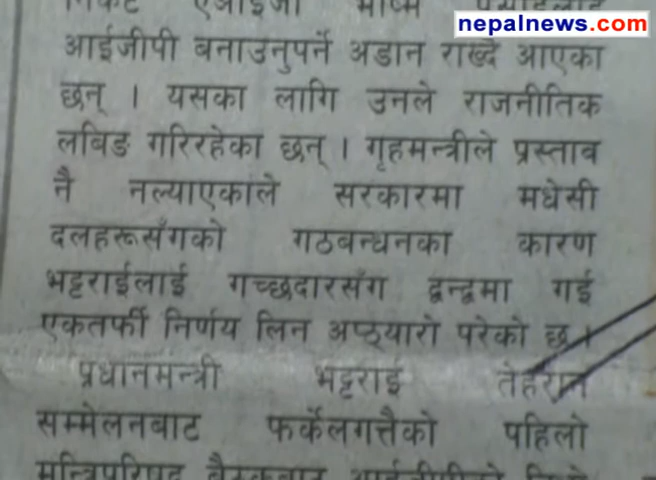 nepalnews.com
आईजीपी बनाउनुपर्ने अडान राख्दै आएका
छन् । यसका लागि उनले राजनीतिक
लबिङ गरिरहेका छन् । गृहमन्त्रीले प्रस्ताव
नै नल्याएकाले सरकारमा मधेसी
दलहरूसँगको गठबन्धनका कारण
भट्टराईलाई गच्छदारसँग द्वन्द्वमा गई
एकतर्फी निर्णय लिन अप्ठ्यारो परेको छ ।
प्रधानमन्त्री भट्टराई तेहरान
सम्मेलनबाट फर्केलगत्तैको पहिलो